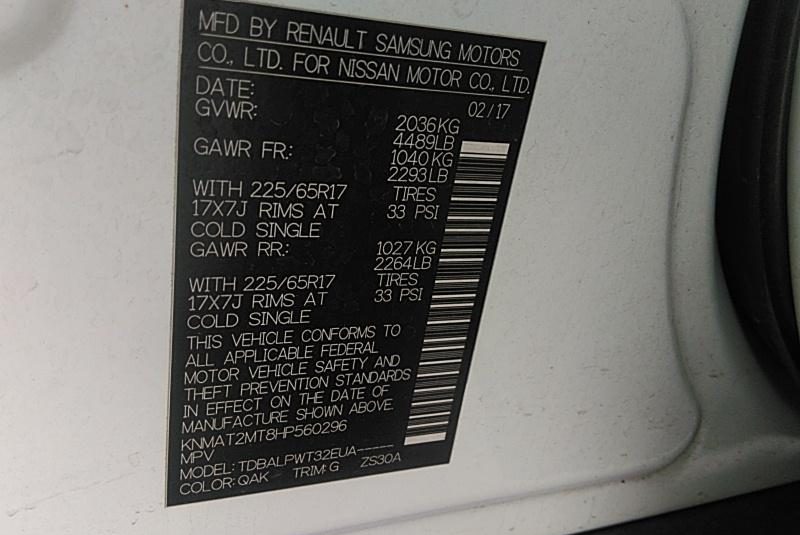 MFD BY RENAULT SAMSUNG MOTORS
CO., LTD. FOR NISSAN MOTOR CO., LTD.
DATE: 02/17
GVWR: 2036KG
4489LB
GAWR FR.: 1040 KG
2293LB
WITH 225/65R17 TIRES
17X7J RIMS AT 33 PSI
COLD SINGLE
GAWR RR.: 1027 KG
2264LB
WITH 225/65R17 TIRES
17X7J RIMS AT 33 PSI
COLD SINGLE
THIS VEHICLE CONFORMS TO
ALL APPLICABLE FEDERAL
MOTOR VEHICLE SAFETY AND
THEFT PREVENTION STANDARDS
IN EFFECT ON THE DATE OF
MANUFACTURE SHOWN ABOVE.
KNMAT2MT8HP560296
MPV
MODEL: TDBALPWT32EUA-----
COLOR: QAK TRIM: G ZS30A